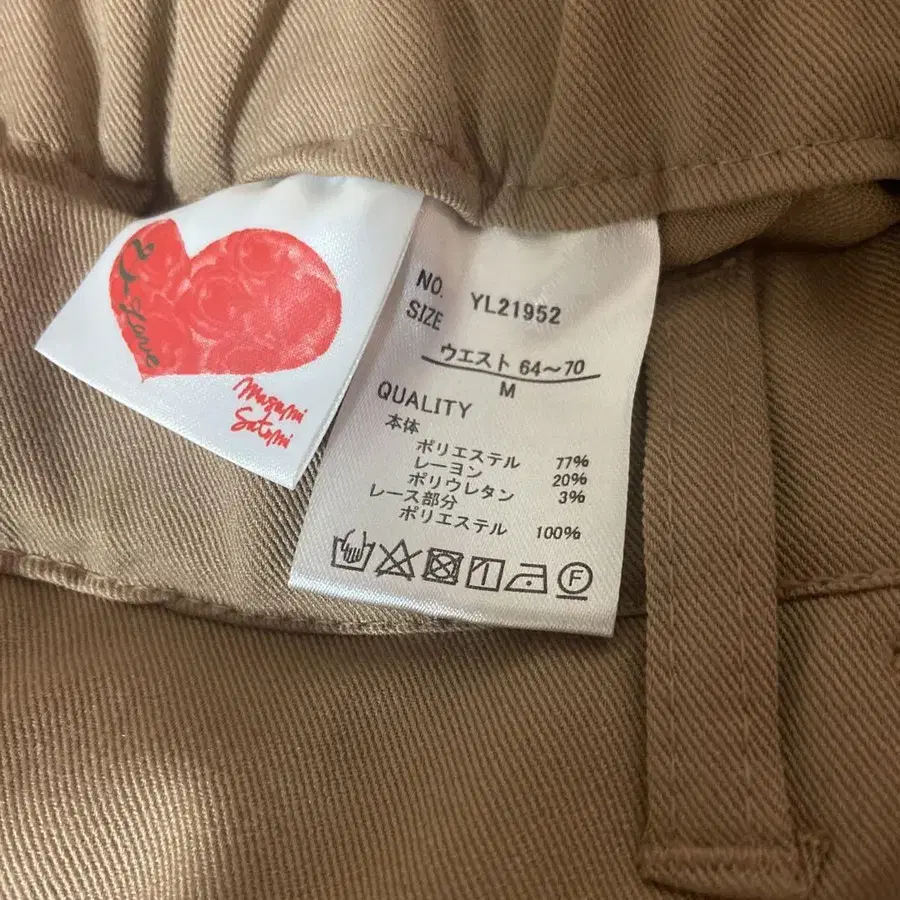 I Love
Masumi
Satomi
NO. YL21952
SIZE
ウエスト 64～70
M
QUALITY
本体
ポリエステル 77%
レーヨン 20%
ポリウレタン 3%
レース部分
ポリエステル 100%
F